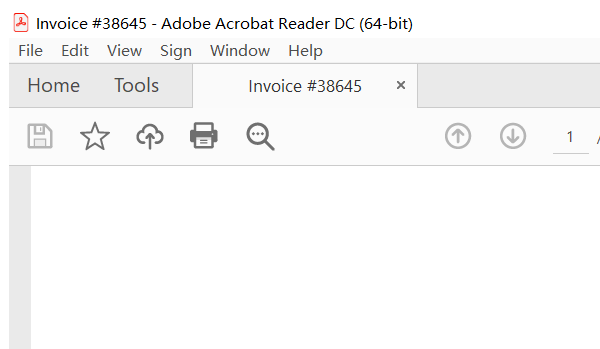 Invoice #38645 - Adobe Acrobat Reader DC (64-bit)
File Edit View Sign Window Help
Home Tools Invoice #38645 ×
1 /